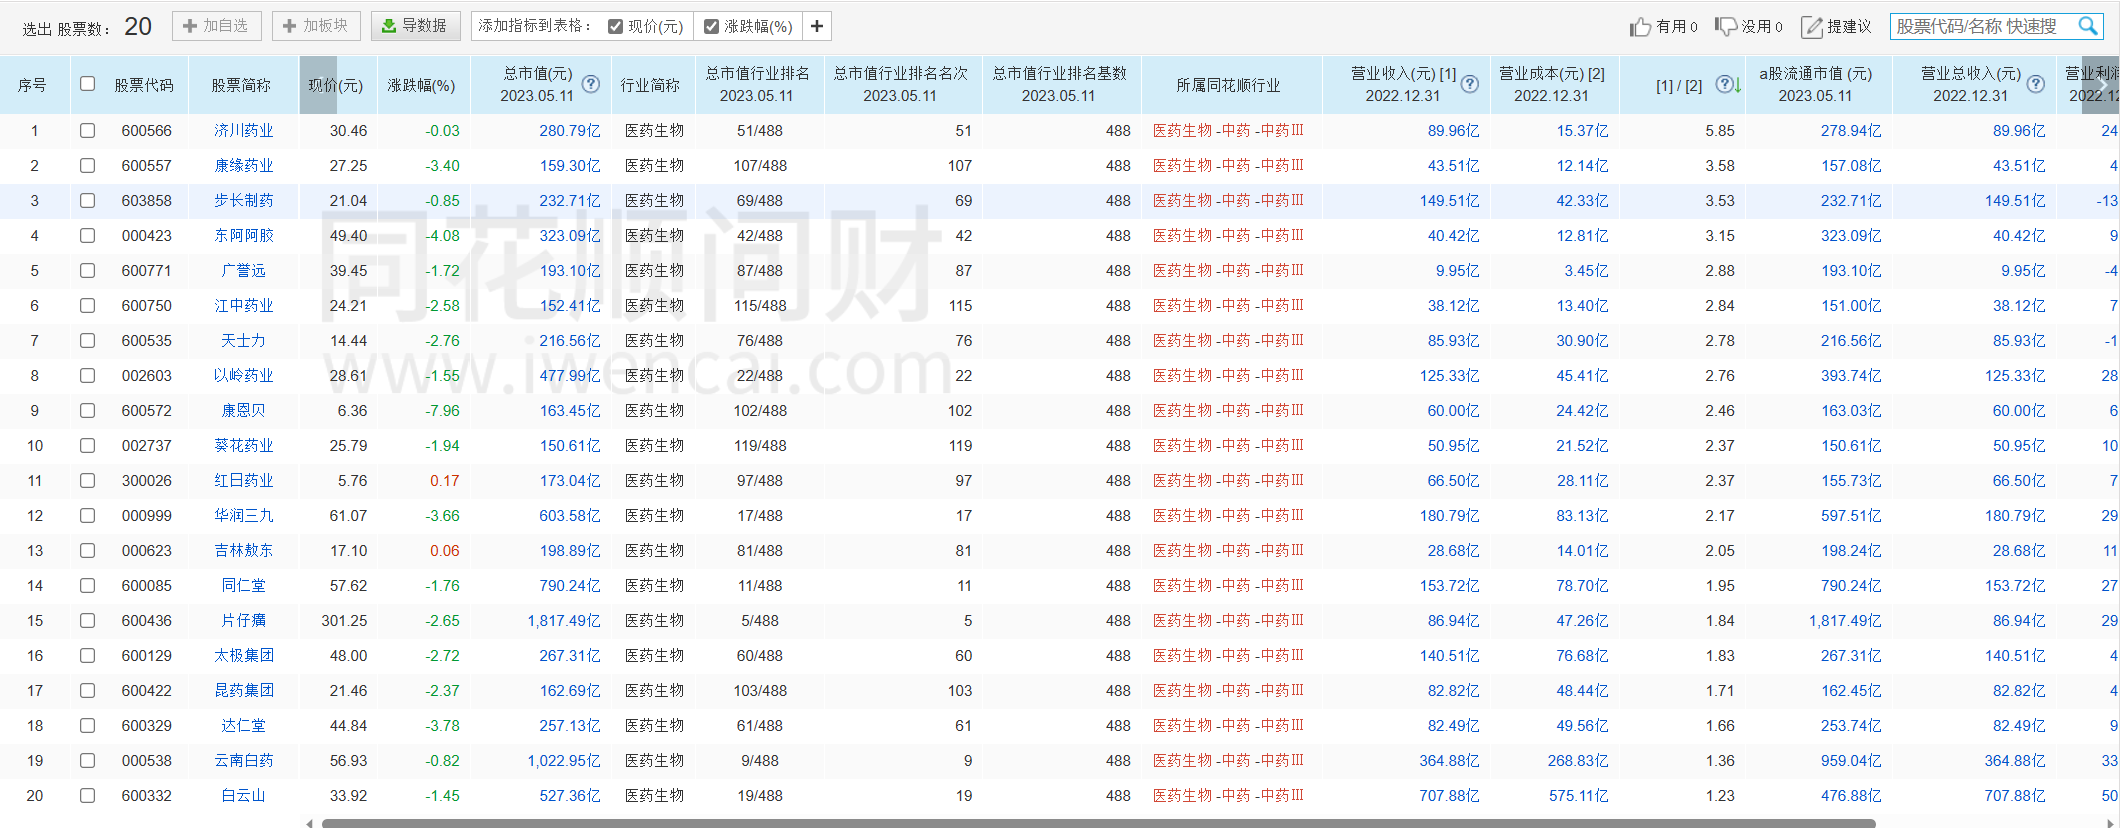 选出 股票数： 20 加自选 加板块 导数据 添加指标到表格： 现价(元) 涨跌幅(%) + 有用 0 没用 0 提建议 股票代码/名称 快速搜
序号 股票代码 股票简称 现价(元) 涨跌幅(%) 总市值(元) 2023.05.11 行业简称 总市值行业排名 2023.05.11 总市值行业排名名次 2023.05.11 总市值行业排名基数 2023.05.11 所属同花顺行业 营业收入(元) [1] 2022.12.31 营业成本(元) [2] 2022.12.31 [1] / [2] a股流通市值 (元) 2023.05.11 营业总收入(元) 2022.12.31 营业利润 2022.12
1 600566 济川药业 30.46 -0.03 280.79亿 医药生物 51/488 51 488 医药生物 -中药 -中药Ⅲ 89.96亿 15.37亿 5.85 278.94亿 89.96亿 24
2 600557 康缘药业 27.25 -3.40 159.30亿 医药生物 107/488 107 488 医药生物 -中药 -中药Ⅲ 43.51亿 12.14亿 3.58 157.08亿 43.51亿 4
3 603858 步长制药 21.04 -0.85 232.71亿 医药生物 69/488 69 488 医药生物 -中药 -中药Ⅲ 149.51亿 42.33亿 3.53 232.71亿 149.51亿 -13
4 000423 东阿阿胶 49.40 -4.08 323.09亿 医药生物 42/488 42 488 医药生物 -中药 -中药Ⅲ 40.42亿 12.81亿 3.15 323.09亿 40.42亿 9
5 600771 广誉远 39.45 -1.72 193.10亿 医药生物 87/488 87 488 医药生物 -中药 -中药Ⅲ 9.95亿 3.45亿 2.88 193.10亿 9.95亿 -4
6 600750 江中药业 24.21 -2.58 152.41亿 医药生物 115/488 115 488 医药生物 -中药 -中药Ⅲ 38.12亿 13.40亿 2.84 151.00亿 38.12亿 7
7 600535 天士力 14.44 -2.76 216.56亿 医药生物 76/488 76 488 医药生物 -中药 -中药Ⅲ 85.93亿 30.90亿 2.78 216.56亿 85.93亿 -1
8 002603 以岭药业 28.61 -1.55 477.99亿 医药生物 22/488 22 488 医药生物 -中药 -中药Ⅲ 125.33亿 45.41亿 2.76 393.74亿 125.33亿 28
9 600572 康恩贝 6.36 -7.96 163.45亿 医药生物 102/488 102 488 医药生物 -中药 -中药Ⅲ 60.00亿 24.42亿 2.46 163.03亿 60.00亿 6
10 002737 葵花药业 25.79 -1.94 150.61亿 医药生物 119/488 119 488 医药生物 -中药 -中药Ⅲ 50.95亿 21.52亿 2.37 150.61亿 50.95亿 10
11 300026 红日药业 5.76 0.17 173.04亿 医药生物 97/488 97 488 医药生物 -中药 -中药Ⅲ 66.50亿 28.11亿 2.37 155.73亿 66.50亿 7
12 000999 华润三九 61.07 -3.66 603.58亿 医药生物 17/488 17 488 医药生物 -中药 -中药Ⅲ 180.79亿 83.13亿 2.17 597.51亿 180.79亿 29
13 000623 吉林敖东 17.10 0.06 198.89亿 医药生物 81/488 81 488 医药生物 -中药 -中药Ⅲ 28.68亿 14.01亿 2.05 198.24亿 28.68亿 11
14 600085 同仁堂 57.62 -1.76 790.24亿 医药生物 11/488 11 488 医药生物 -中药 -中药Ⅲ 153.72亿 78.70亿 1.95 790.24亿 153.72亿 27
15 600436 片仔癀 301.25 -2.65 1,817.49亿 医药生物 5/488 5 488 医药生物 -中药 -中药Ⅲ 86.94亿 47.26亿 1.84 1,817.49亿 86.94亿 29
16 600129 太极集团 48.00 -2.72 267.31亿 医药生物 60/488 60 488 医药生物 -中药 -中药Ⅲ 140.51亿 76.68亿 1.83 267.31亿 140.51亿 4
17 600422 昆药集团 21.46 -2.37 162.69亿 医药生物 103/488 103 488 医药生物 -中药 -中药Ⅲ 82.82亿 48.44亿 1.71 162.45亿 82.82亿 4
18 600329 达仁堂 44.84 -3.78 257.13亿 医药生物 61/488 61 488 医药生物 -中药 -中药Ⅲ 82.49亿 49.56亿 1.66 253.74亿 82.49亿 9
19 000538 云南白药 56.93 -0.82 1,022.95亿 医药生物 9/488 9 488 医药生物 -中药 -中药Ⅲ 364.88亿 268.83亿 1.36 959.04亿 364.88亿 33
20 600332 白云山 33.92 -1.45 527.36亿 医药生物 19/488 19 488 医药生物 -中药 -中药Ⅲ 707.88亿 575.11亿 1.23 476.88亿 707.88亿 50
同花顺问财
www.iwencai.com